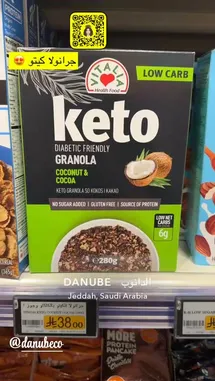 جرانولا كيتو
VITALIA
Health Food
LOW CARB
keto
DIABETIC FRIENDLY
GRANOLA
COCONUT &
COCOA
KETO GRANOLA SO KOKOS I KAKAO
NO SUGAR ADDED | GLUTEN FREE | SOURCE OF PROTEIN
LOW NET
CARBS
6g
280g
DANUBE الدانوب
Jeddah, Saudi Arabia
38.00
@danubeco
MORE
PROTEIN
PANCAKE